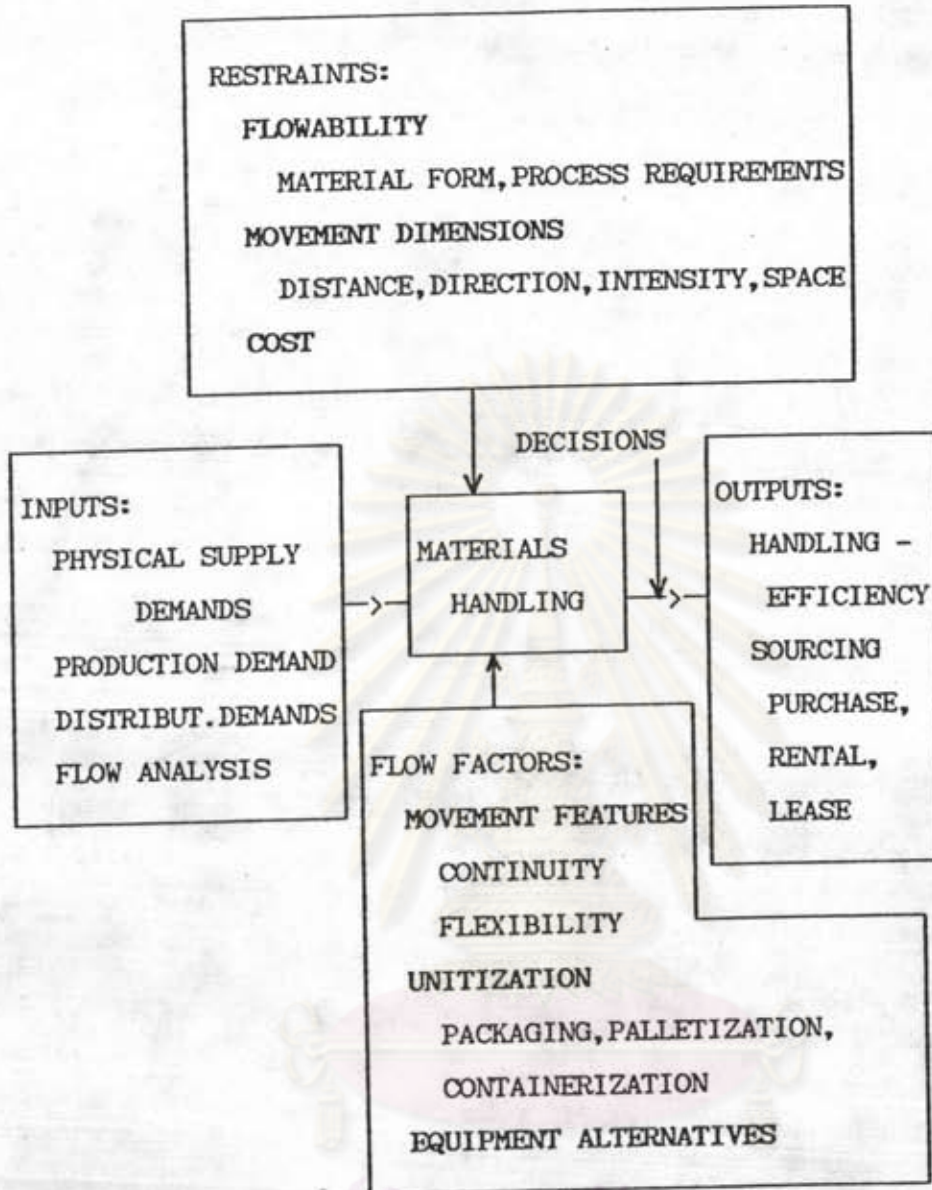 RESTRAINTS:
FLOWABILITY
MATERIAL FORM,PROCESS REQUIREMENTS
MOVEMENT DIMENSIONS
DISTANCE,DIRECTION,INTENSITY,SPACE
COST
DECISIONS
INPUTS:
PHYSICAL SUPPLY
DEMANDS
PRODUCTION DEMAND
DISTRIBUT.DEMANDS
FLOW ANALYSIS
MATERIALS
HANDLING
OUTPUTS:
HANDLING -
EFFICIENCY
SOURCING
PURCHASE,
RENTAL,
LEASE
FLOW FACTORS:
MOVEMENT FEATURES
CONTINUITY
FLEXIBILITY
UNITIZATION
PACKAGING,PALLETIZATION,
CONTAINERIZATION
EQUIPMENT ALTERNATIVES